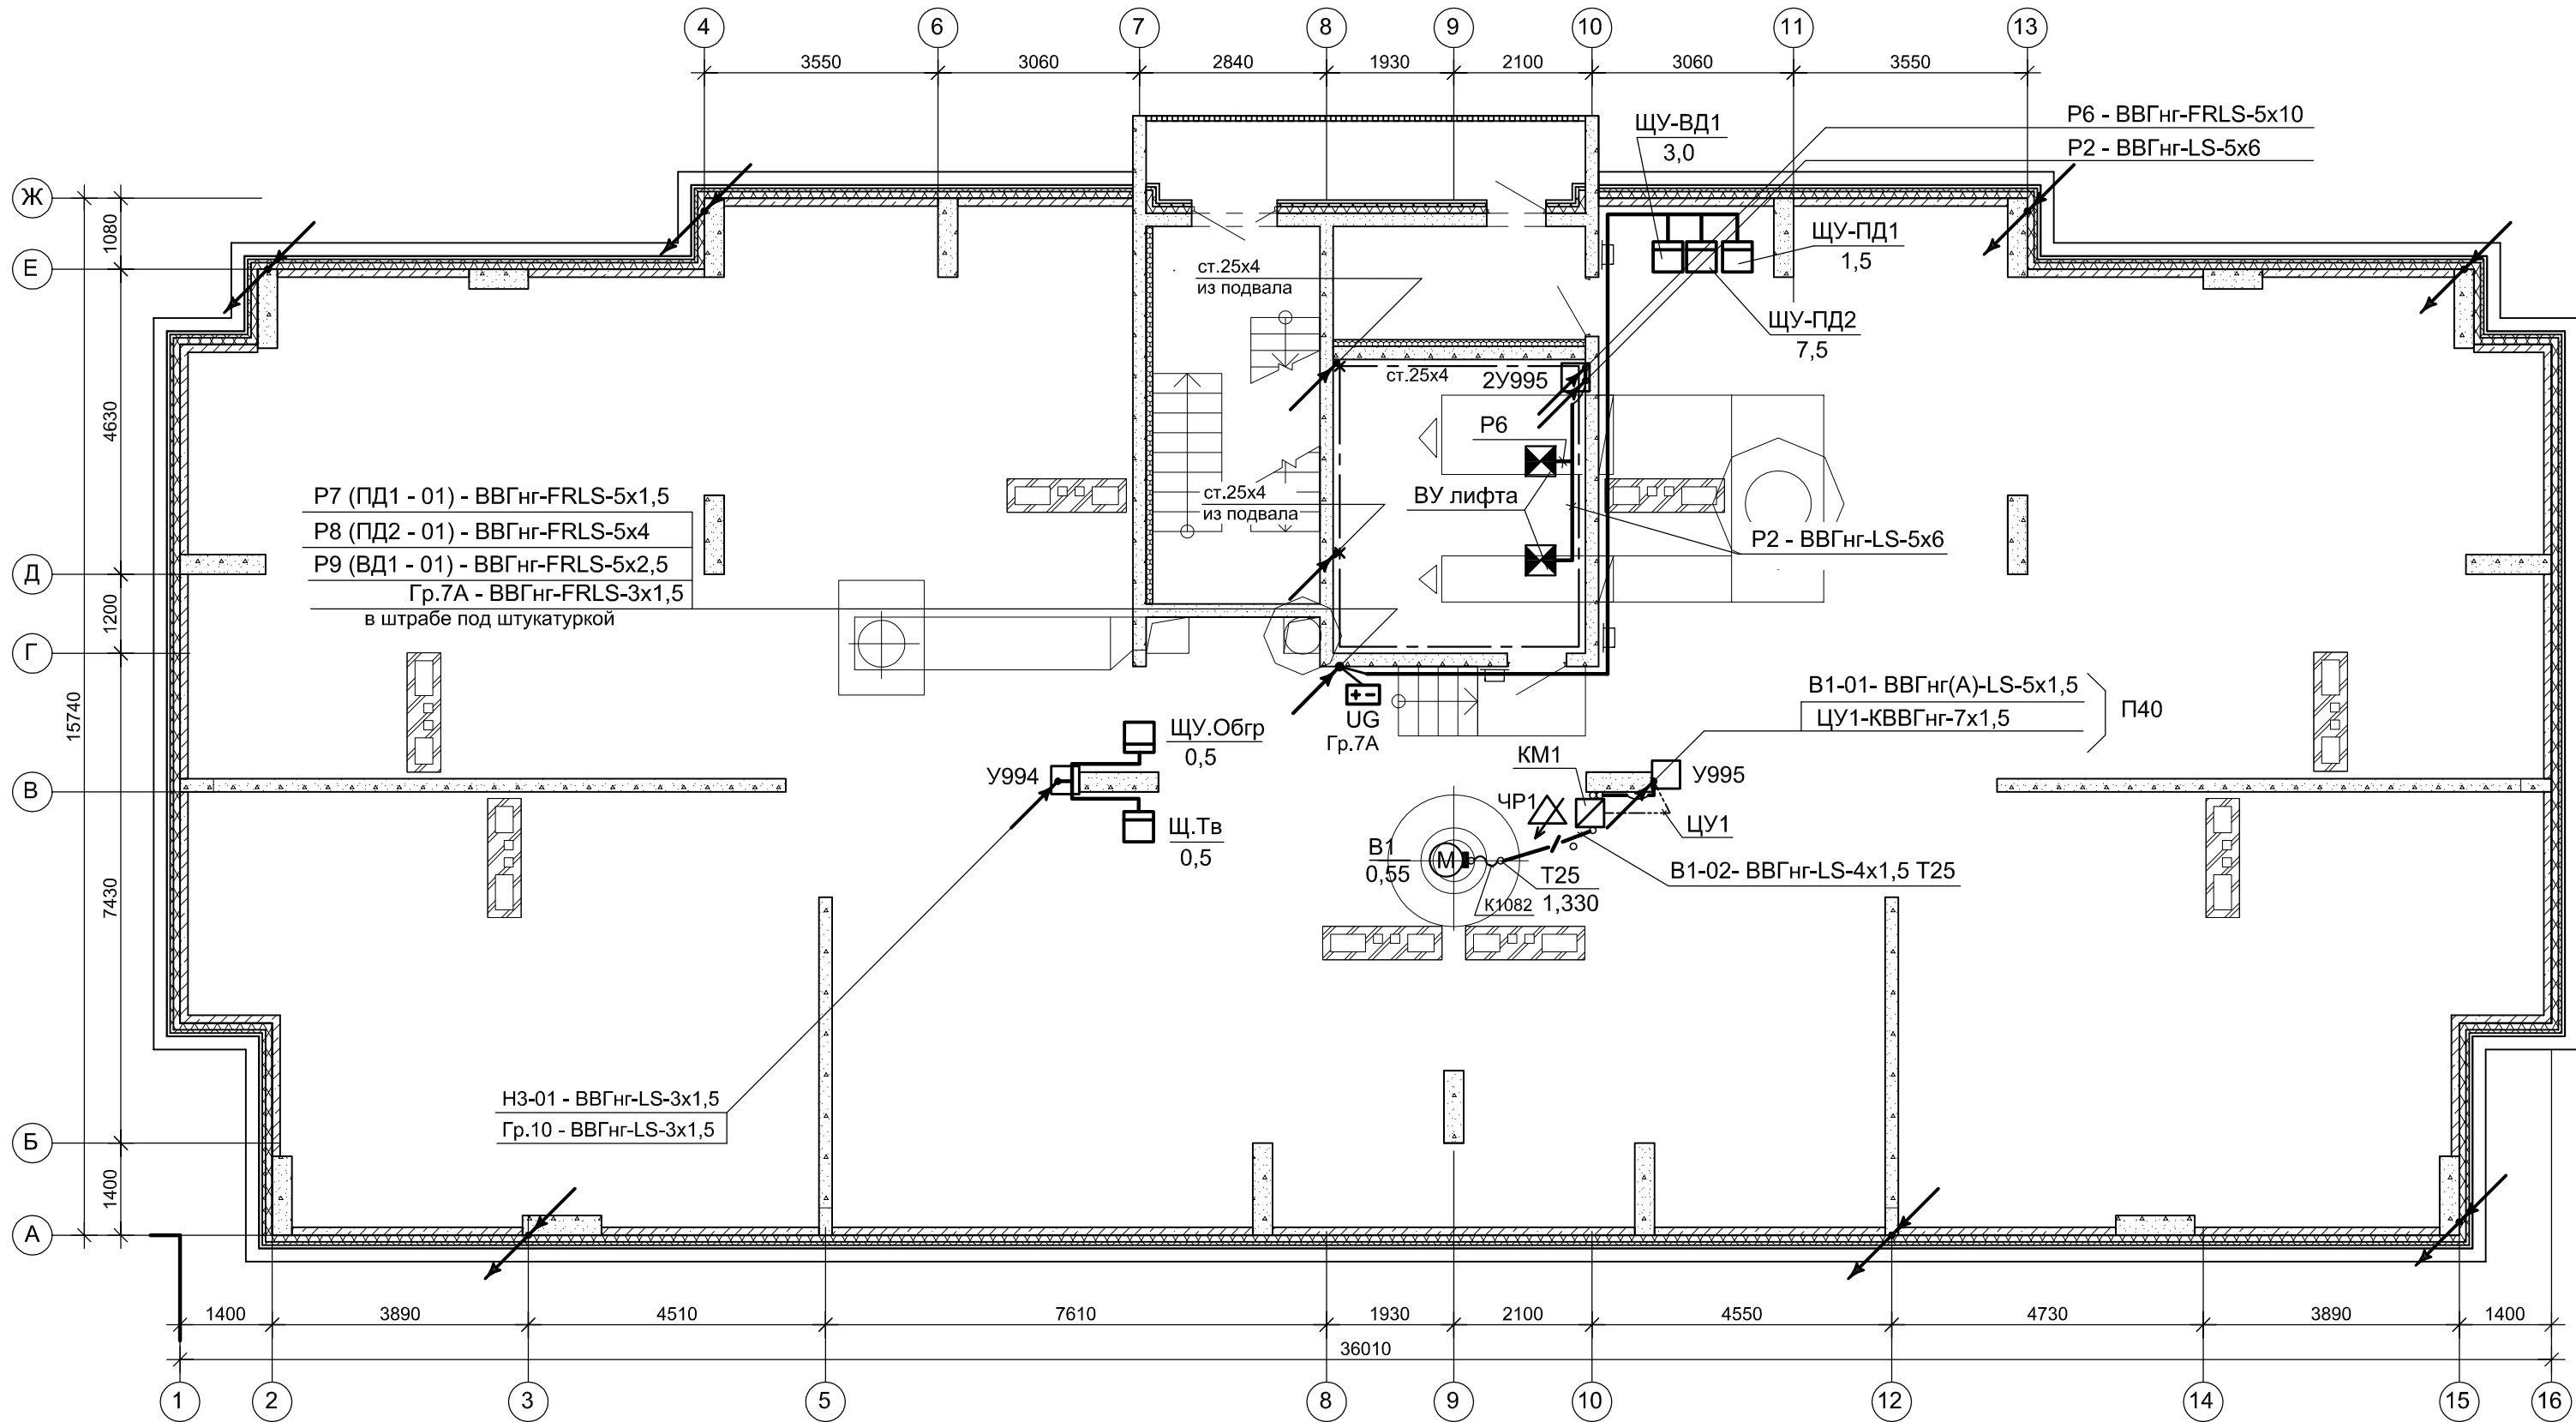 4 6 7 8 9 10 11 13
3550 3060 2840 1930 2100 3060 3550
ЩУ-ВД1
3,0
Р6 - ВВГнг-FRLS-5х10
Р2 - ВВГнг-LS-5х6
Ж
1080
Е
ЩУ-ПД1
1,5
ст.25х4
из подвала
ЩУ-ПД2
7,5
ст.25х4
2У995
4630
Р6
Р7 (ПД1 - 01) - ВВГнг-FRLS-5х1,5
Р8 (ПД2 - 01) - ВВГнг-FRLS-5х4
Р9 (ВД1 - 01) - ВВГнг-FRLS-5х2,5
Гр.7А - ВВГнг-FRLS-3х1,5
в штрабе под штукатуркой
ст.25х4
из подвала
ВУ лифта
Р2 - ВВГнг-LS-5х6
Д
1200
Г
15740
В1-01- ВВГнг(А)-LS-5х1,5
ЦУ1-КВВГнг-7х1,5
П40
UG
Гр.7А
ЩУ.Обгр
0,5
У994
КМ1
У995
В
ЧР1
ЦУ1
Щ.Тв
0,5
В1
0,55
М
Т25
1,330
К1082
В1-02- ВВГнг-LS-4х1,5 Т25
7430
Н3-01 - ВВГнг-LS-3х1,5
Гр.10 - ВВГнг-LS-3х1,5
Б
1400
А
1400 3890 4510 7610 1930 2100 4550 4730 3890 1400
36010
1 2 3 5 8 9 10 12 14 15 16